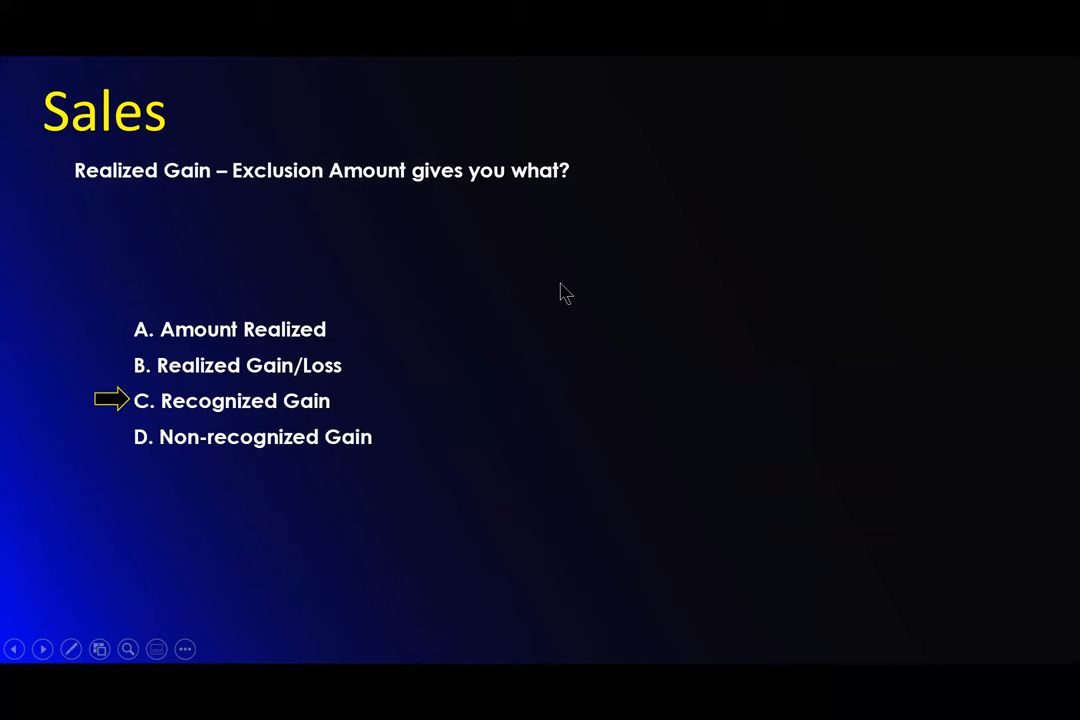 Sales
Realized Gain – Exclusion Amount gives you what?
A. Amount Realized
B. Realized Gain/Loss
C. Recognized Gain
D. Non-recognized Gain